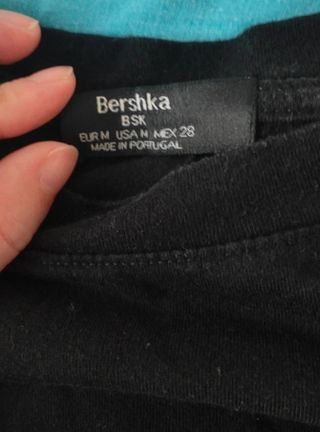 Bershka
BSK
EUR M USA M MEX 28
MADE IN PORTUGAL